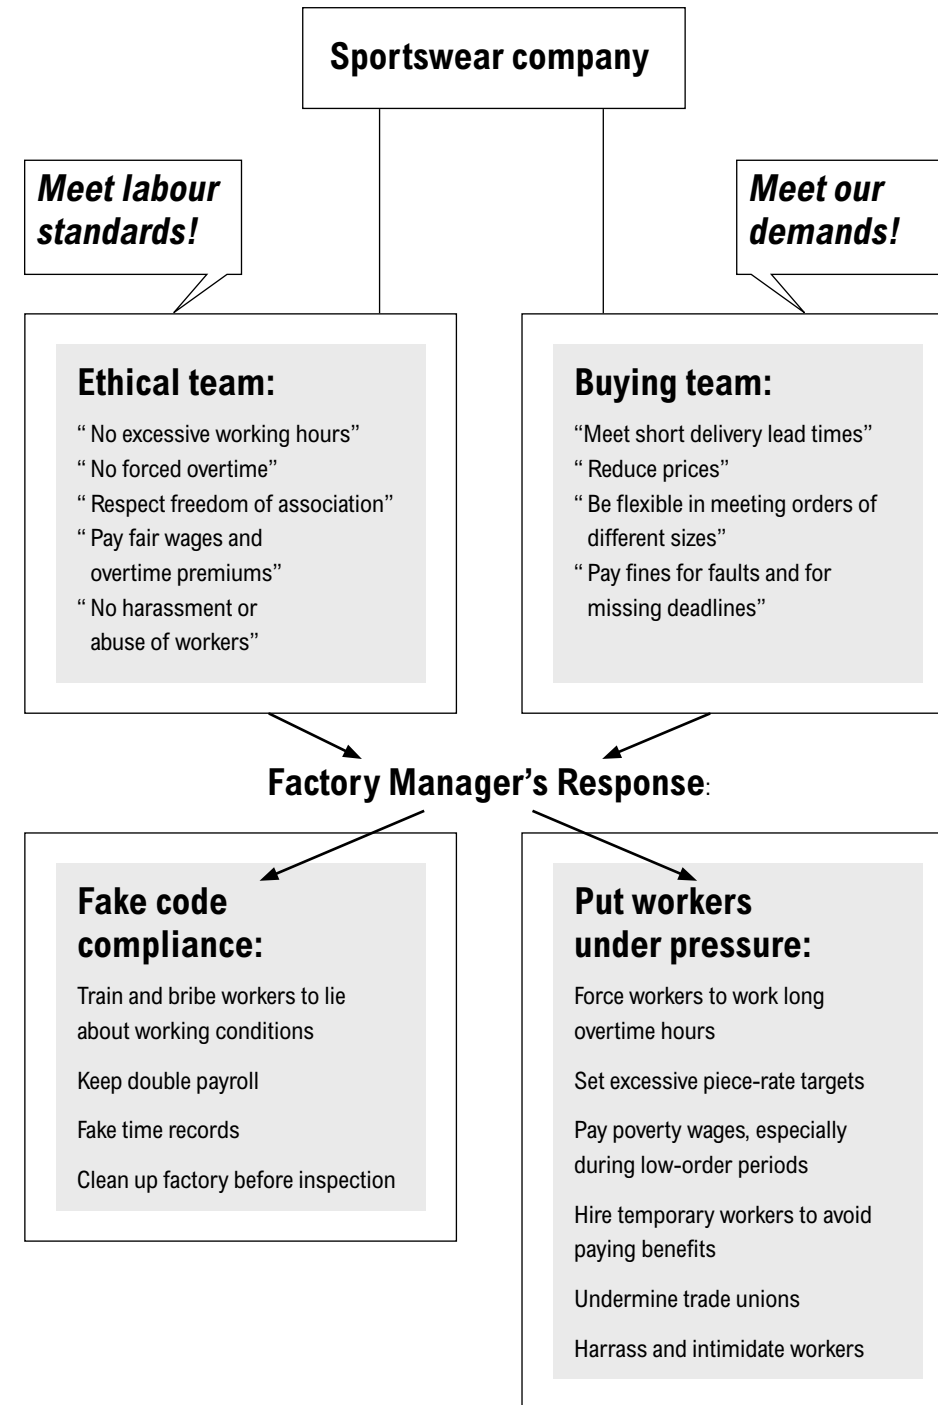 Sportswear company
Meet labour
standards!
Meet our
demands!
Ethical team:
“ No excessive working hours”
“ No forced overtime”
“ Respect freedom of association”
“ Pay fair wages and
overtime premiums”
“ No harassment or
abuse of workers”
Buying team:
“Meet short delivery lead times”
“ Reduce prices”
“ Be flexible in meeting orders of
different sizes”
“ Pay fines for faults and for
missing deadlines”
Factory Manager’s Response:
Fake code
compliance:
Train and bribe workers to lie
about working conditions
Keep double payroll
Fake time records
Clean up factory before inspection
Put workers
under pressure:
Force workers to work long
overtime hours
Set excessive piece-rate targets
Pay poverty wages, especially
during low-order periods
Hire temporary workers to avoid
paying benefits
Undermine trade unions
Harrass and intimidate workers